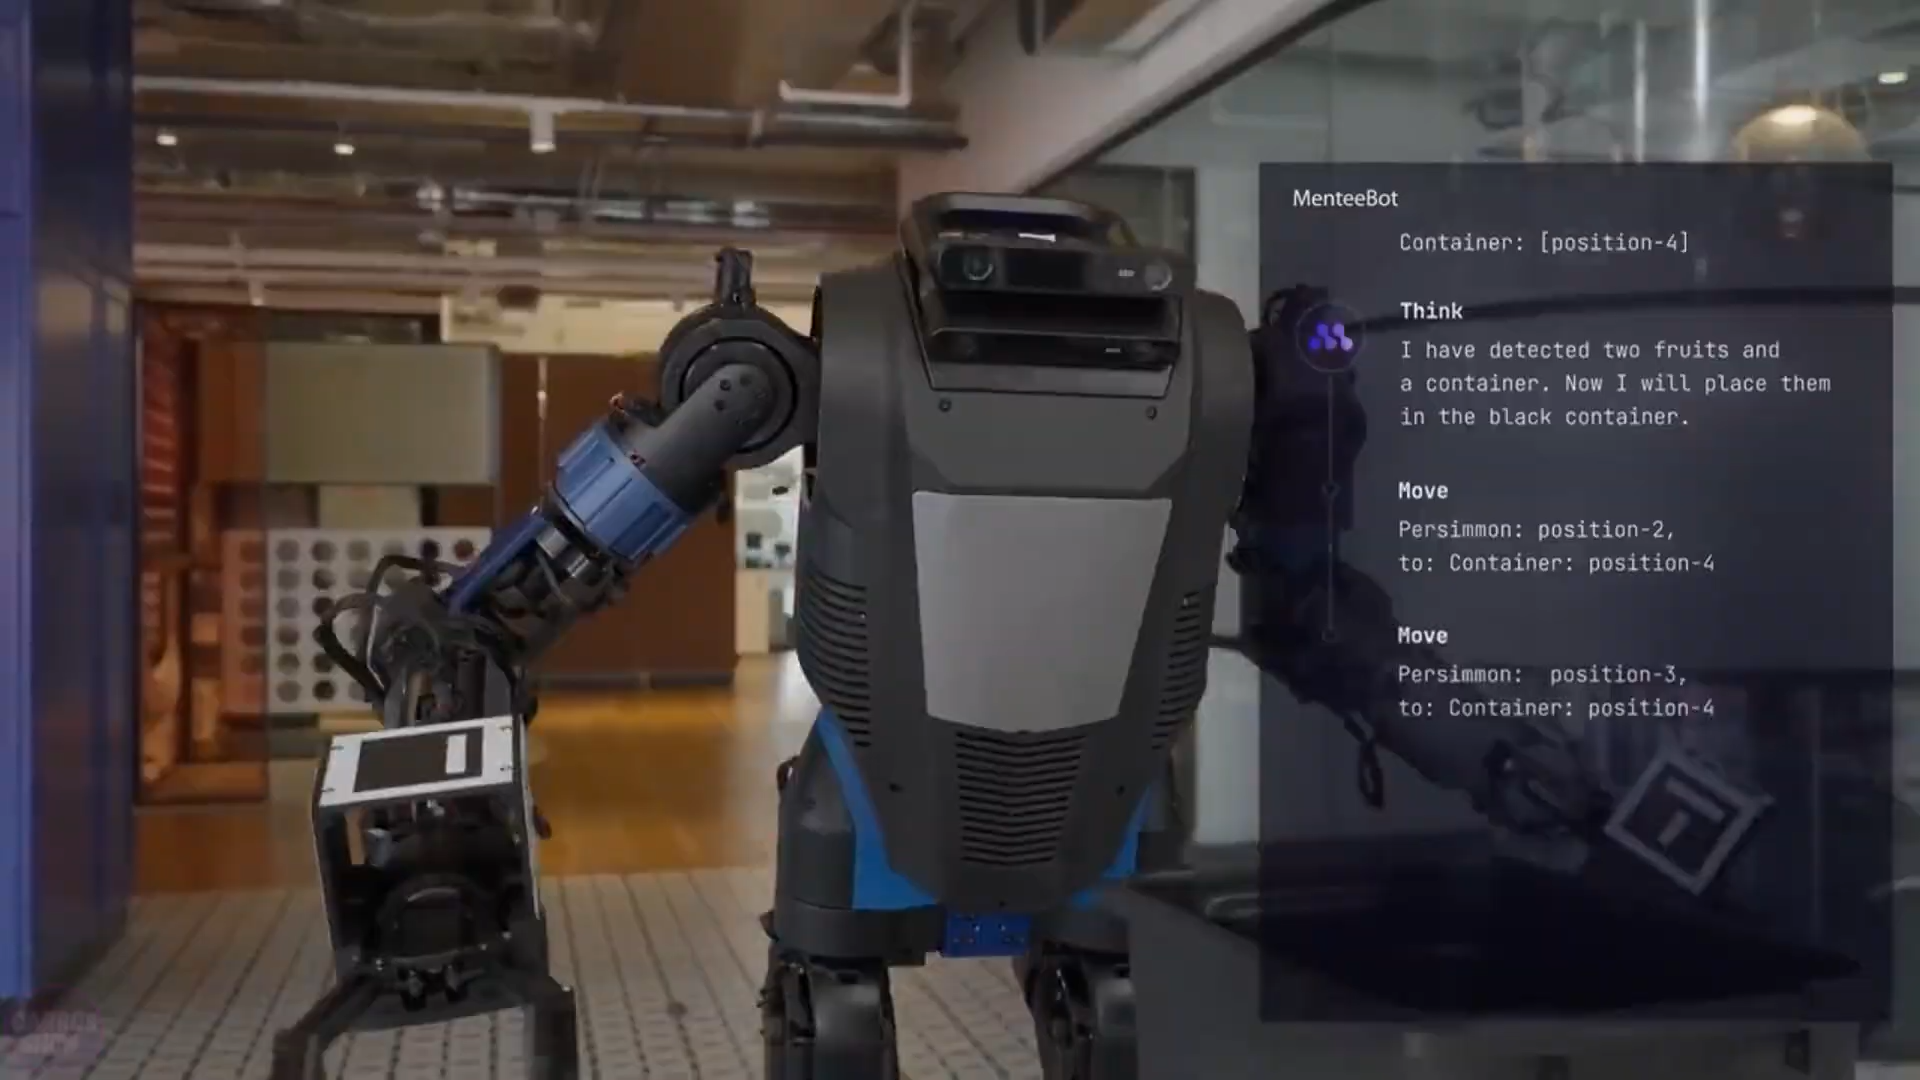 MenteeBot
Container: [position-4]
Think
I have detected two fruits and
a container. Now I will place them
in the black container.
Move
Persimmon: position-2,
to: Container: position-4
Move
Persimmon:  position-3,
to: Container: position-4